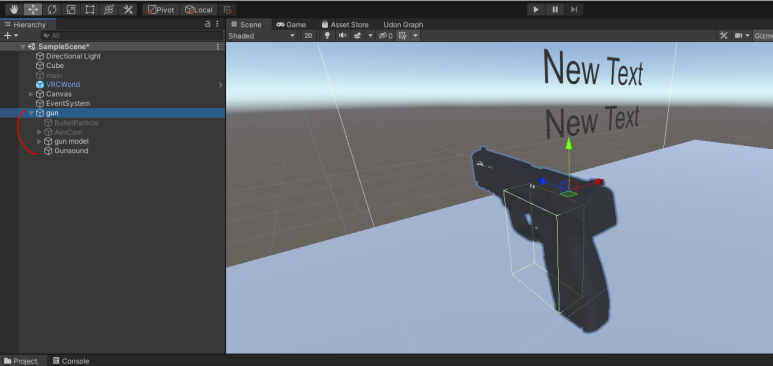 Pivot Local
Hierarchy
All
SampleScene*
Directional Light
Cube
main
VRCWorld
Canvas
EventSystem
gun
BulletParticle
AimCam
gun model
Gunsound
Scene Game Asset Store Udon Graph
Shaded 2D 0 Gizm
New Text
New Text
Project Console